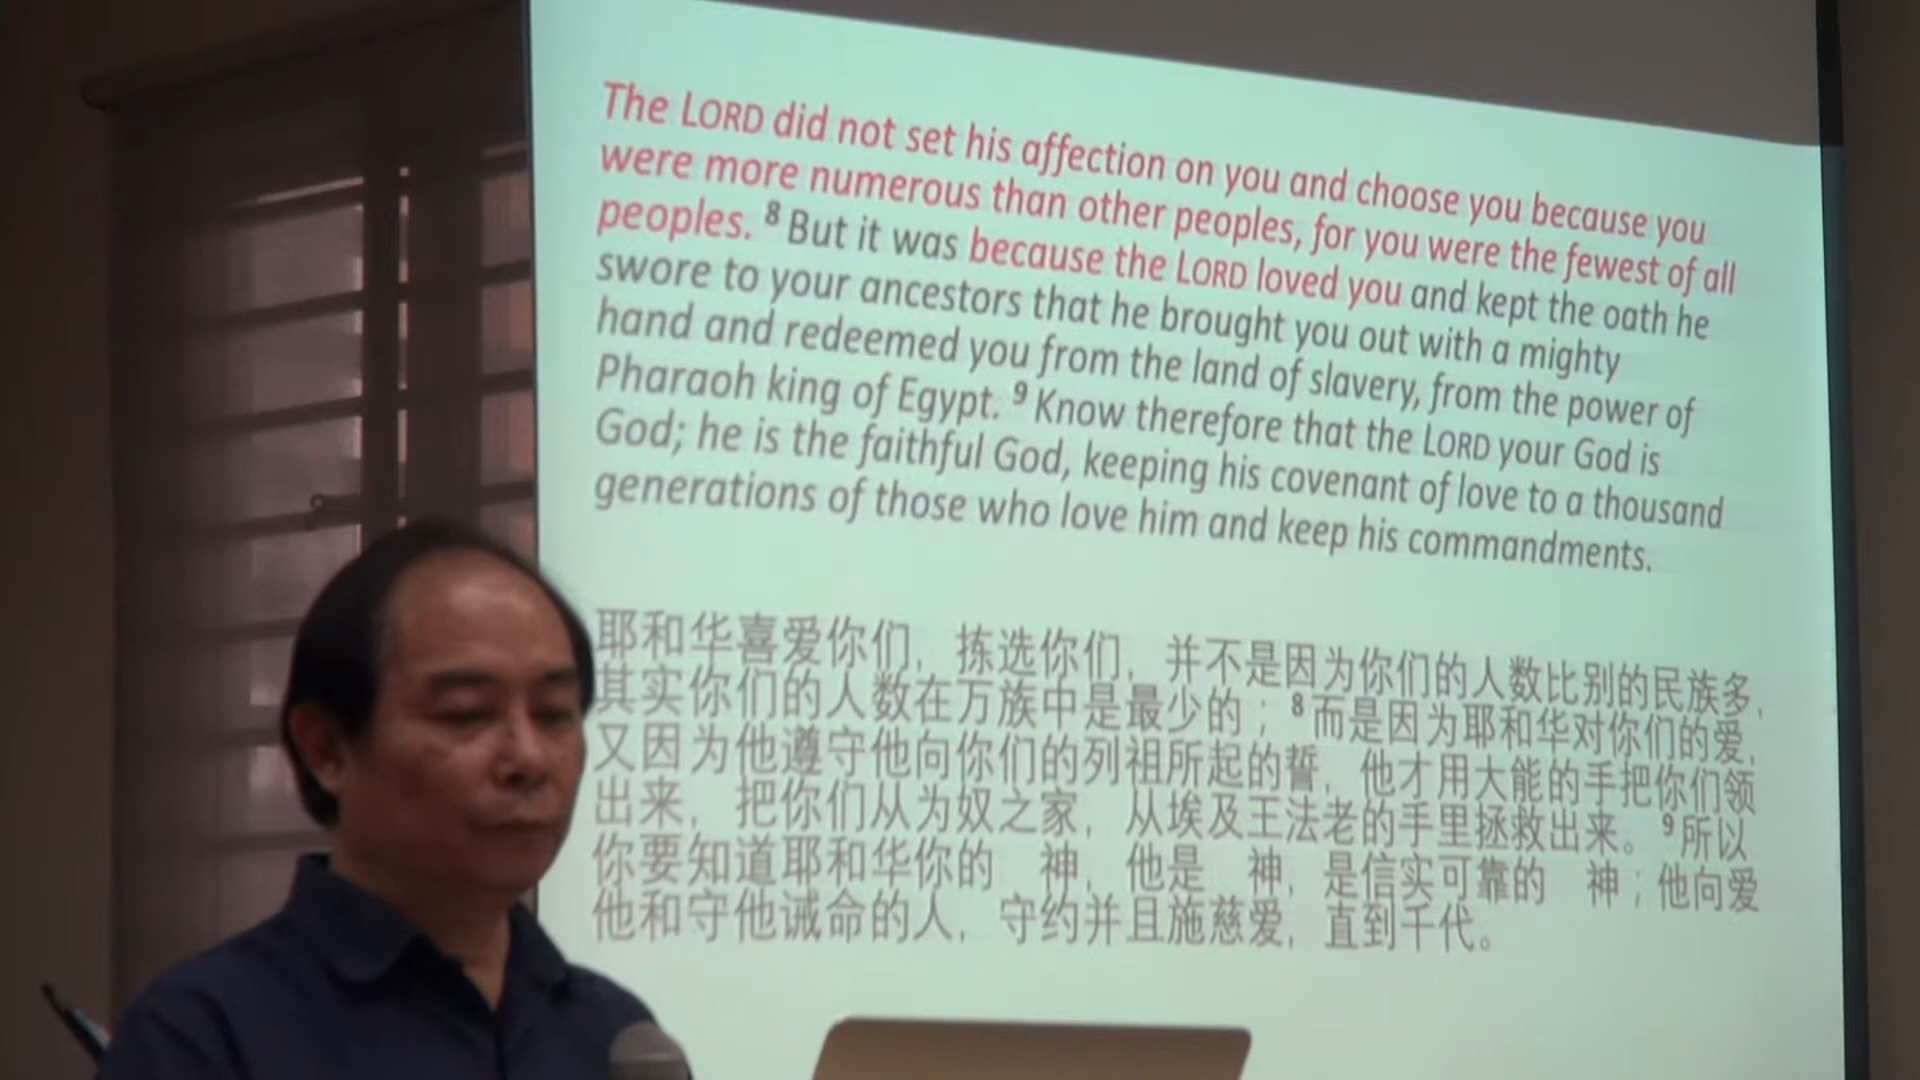 The LORD did not set his affection on you and choose you because you
were more numerous than other peoples, for you were the fewest of all
peoples. 8 But it was because the LORD loved you and kept the oath he
swore to your ancestors that he brought you out with a mighty
hand and redeemed you from the land of slavery, from the power of
Pharaoh king of Egypt. 9 Know therefore that the LORD your God is
God; he is the faithful God, keeping his covenant of love to a thousand
generations of those who love him and keep his commandments.
耶和华喜爱你们，拣选你们，并不是因为你们的人数比别的民族多，
其实你们的人数在万族中是最少的；8 而是因为耶和华对你们的爱，
又因为他遵守他向你们的列祖所起的誓，他才用大能的手把你们领
出来，把你们从为奴之家，从埃及王法老的手里拯救出来。9 所以
你要知道耶和华你的　神，他是　神，是信实可靠的　神；他向爱
他和守他诫命的人，守约并且施慈爱，直到千代。